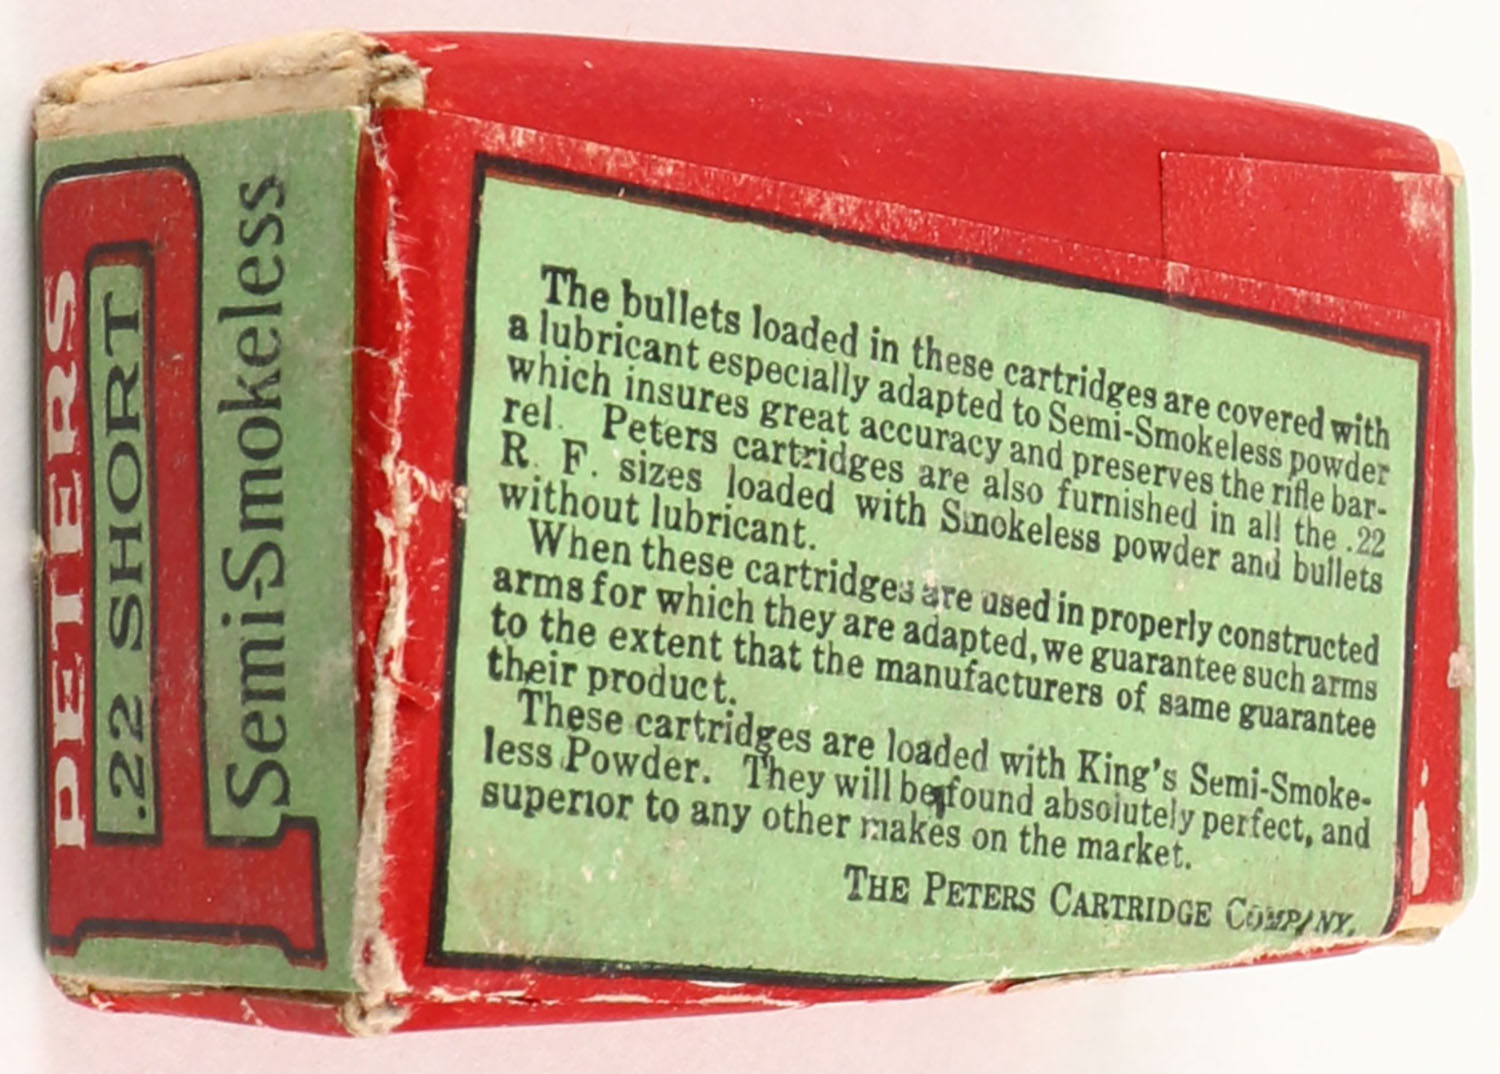 PETERS
.22 SHORT
Semi-Smokeless
The bullets loaded in these cartridges are covered with
a lubricant especially adapted to Semi-Smokeless powder
which insures great accuracy and preserves the rifle bar-
rel. Peters cartridges are also furnished in all the .22
R. F. sizes loaded with Smokeless powder and bullets
without lubricant.
When these cartridges are used in properly constructed
arms for which they are adapted, we guarantee such arms
to the extent that the manufacturers of same guarantee
their product.
These cartridges are loaded with King's Semi-Smoke-
less Powder. They will be found absolutely perfect, and
superior to any other makes on the market.
THE PETERS CARTRIDGE COMPANY.